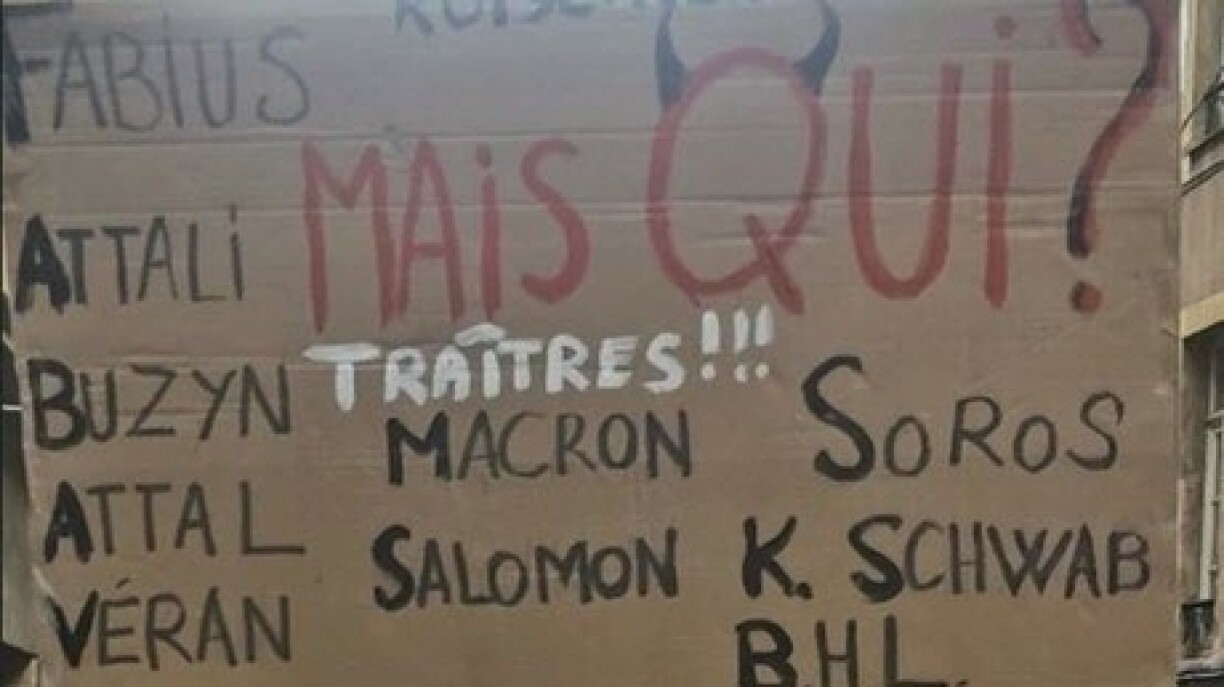 FABIUS
MAIS QUI?
ATTALI
TRAÎTRES!!!
BUZYN
MACRON
SOROS
ATTAL
SALOMON
K. SCHWAB
VÉRAN
B.H.L.